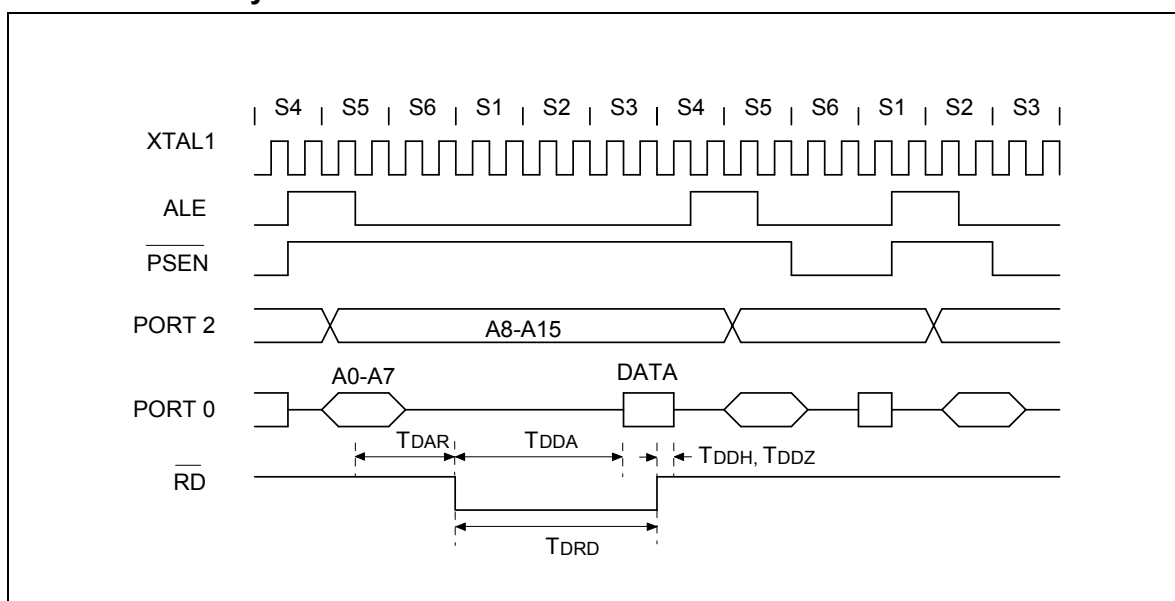 S4 S5 S6 S1 S2 S3 S4 S5 S6 S1 S2 S3
XTAL1
ALE
PSEN
PORT 2
A8-A15
A0-A7
DATA
PORT 0
TDAR
TDDA
TDDH, TDDZ
RD
TDRD